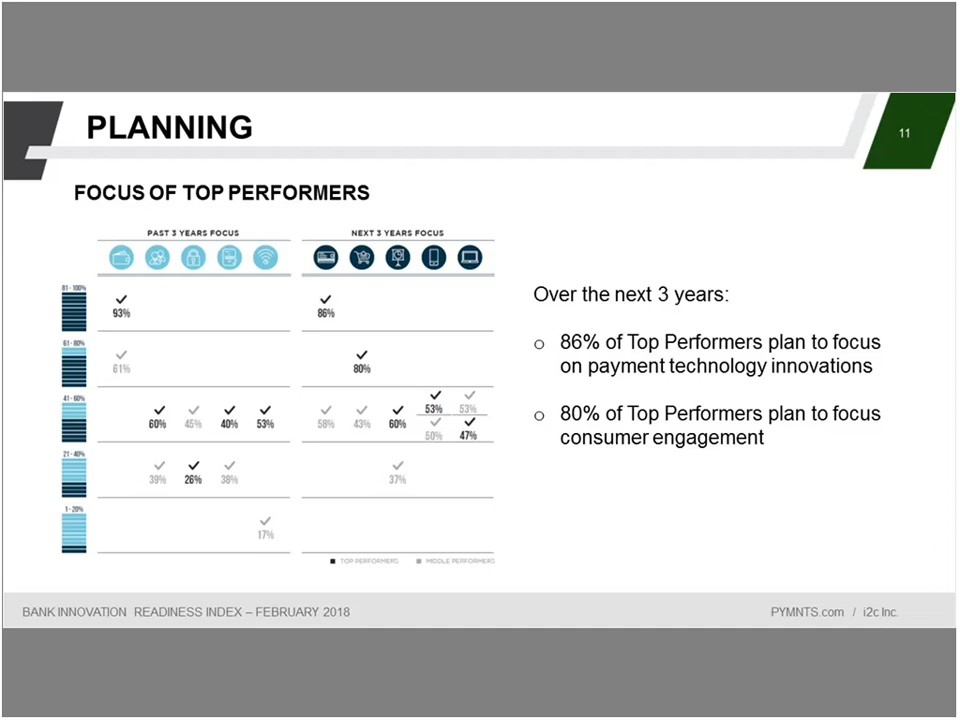 PLANNING
11
FOCUS OF TOP PERFORMERS
PAST 3 YEARS FOCUS
NEXT 3 YEARS FOCUS
81 - 100%
93%
86%
61 - 80%
61%
80%
41 - 60%
53%
53%
60%
45%
40%
53%
58%
43%
60%
50%
47%
21 - 40%
39%
26%
38%
37%
1 - 20%
17%
TOP PERFORMERS
MIDDLE PERFORMERS
Over the next 3 years:
o 86% of Top Performers plan to focus
on payment technology innovations
o 80% of Top Performers plan to focus
consumer engagement
BANK INNOVATION READINESS INDEX – FEBRUARY 2018
PYMNTS.com / i2c Inc.